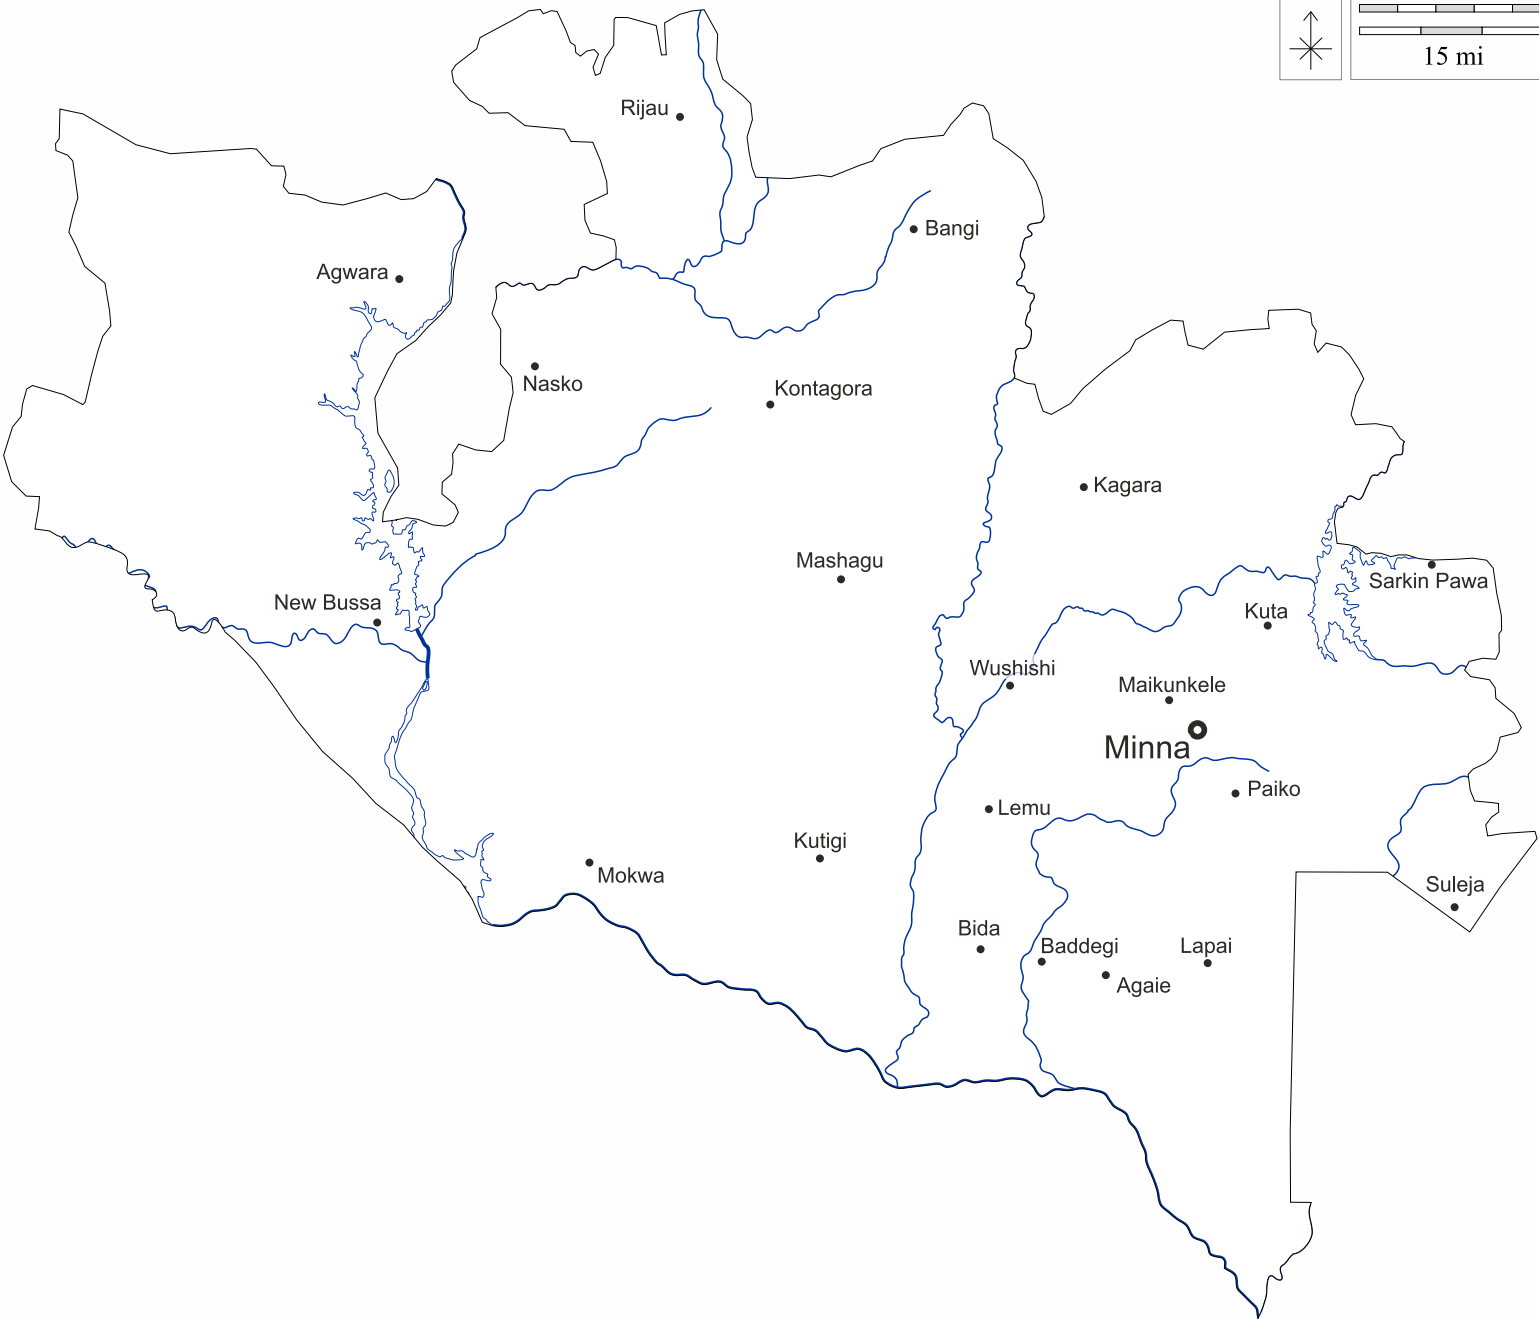 15 mi
Rijau
Bangi
Agwara
Nasko
Kontagora
Kagara
Mashagu
Sarkin Pawa
New Bussa
Kuta
Wushishi
Maikunkele
Minna
Paiko
Lemu
Kutigi
Mokwa
Suleja
Bida
Baddegi
Lapai
Agaie